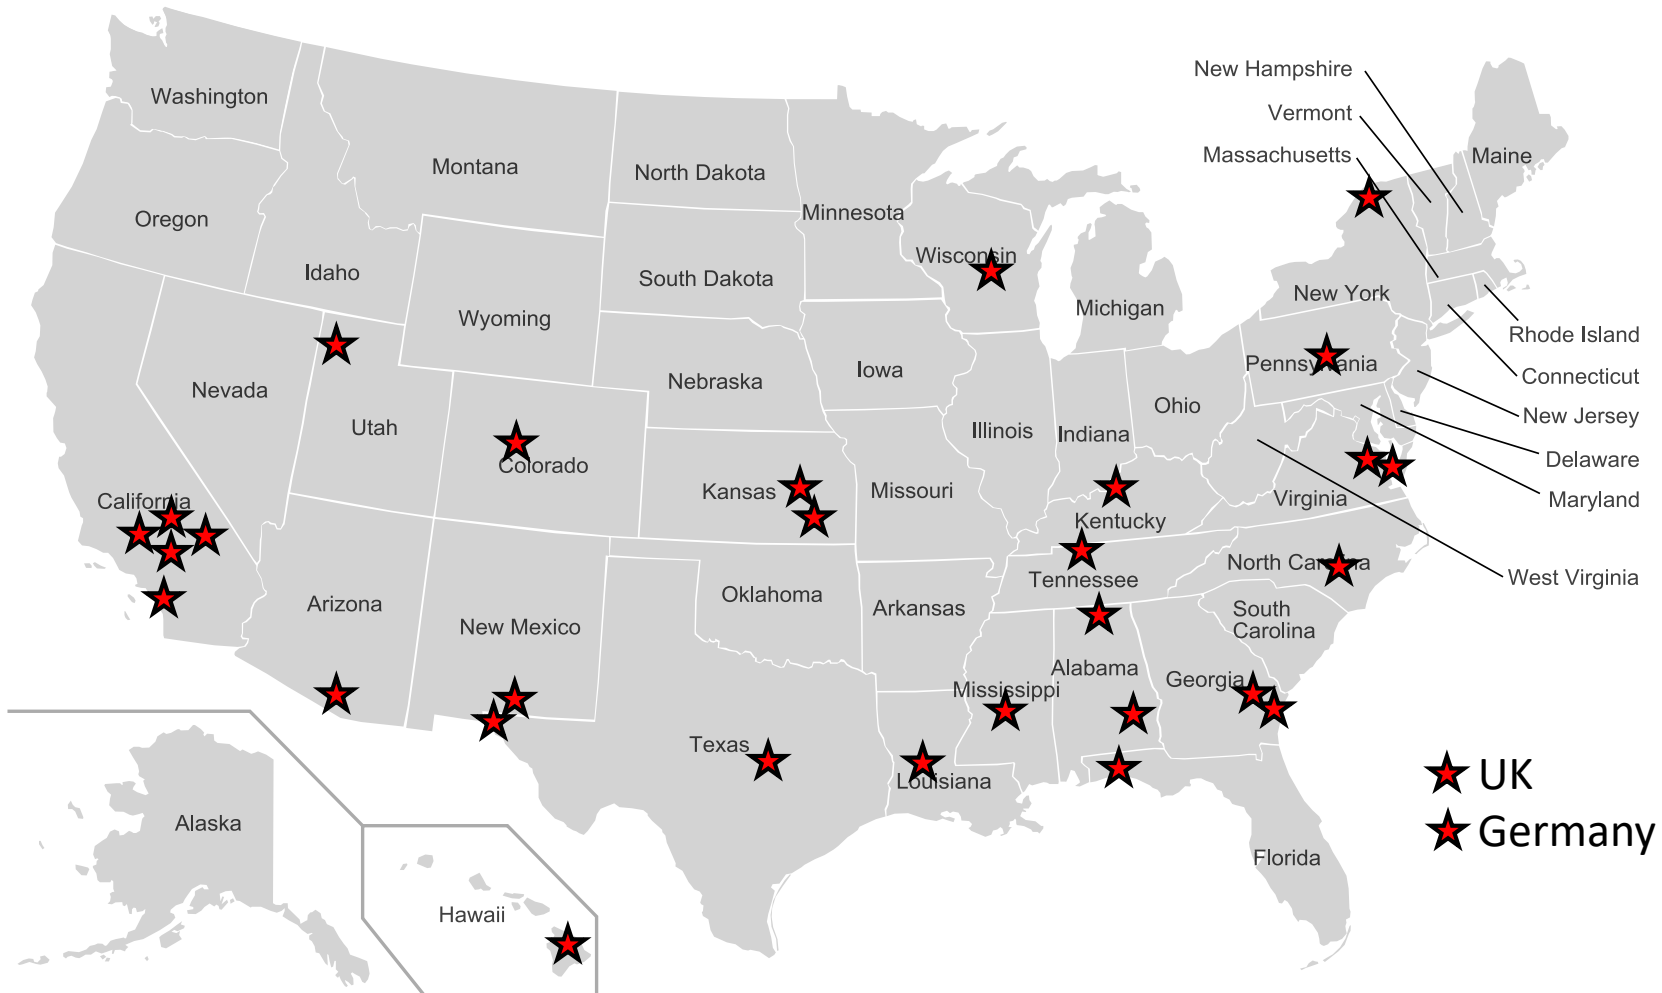 New Hampshire
Washington
Vermont
Massachusetts
Maine
Montana
North Dakota
Minnesota
Oregon
Wisconsin
Idaho
South Dakota
New York
Michigan
Wyoming
Rhode Island
Pennsylvania
Iowa
Connecticut
Nebraska
Nevada
Ohio
New Jersey
Utah
Illinois
Indiana
Colorado
Delaware
Kansas
Missouri
Virginia
Maryland
California
Kentucky
North Carolina
West Virginia
Tennessee
Oklahoma
Arizona
Arkansas
South
Carolina
New Mexico
Alabama
Georgia
Mississippi
Texas
Louisiana
UK
Alaska
Germany
Florida
Hawaii